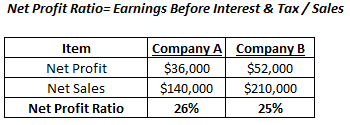 Net Profit Ratio= Earnings Before Interest & Tax / Sales
Item Company A Company B
Net Profit $36,000 $52,000
Net Sales $140,000 $210,000
Net Profit Ratio 26% 25%